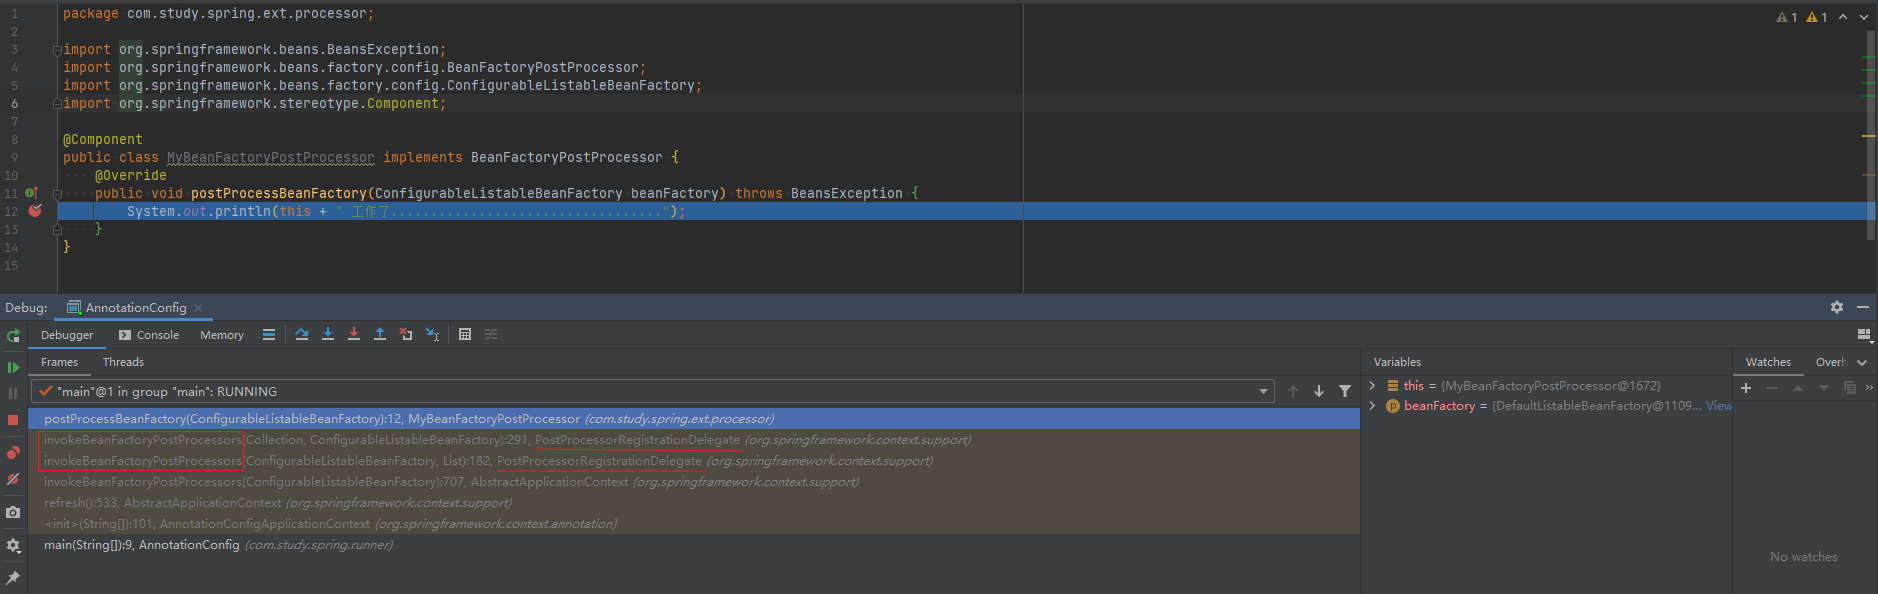 1 package com.study.spring.ext.processor;
2
3 import org.springframework.beans.BeansException;
4 import org.springframework.beans.factory.config.BeanFactoryPostProcessor;
5 import org.springframework.beans.factory.config.ConfigurableListableBeanFactory;
6 import org.springframework.stereotype.Component;
7
8 @Component
9 public class MyBeanFactoryPostProcessor implements BeanFactoryPostProcessor {
10 @Override
11 public void postProcessBeanFactory(ConfigurableListableBeanFactory beanFactory) throws BeansException {
12 System.out.println(this + " 工作了..................................");
13 }
14 }
15
1 1
Debug: AnnotationConfig
Debugger Console Memory
Frames Threads
"main"@1 in group "main": RUNNING
postProcessBeanFactory(ConfigurableListableBeanFactory):12, MyBeanFactoryPostProcessor (com.study.spring.ext.processor)
invokeBeanFactoryPostProcessors(Collection, ConfigurableListableBeanFactory):291, PostProcessorRegistrationDelegate (org.springframework.context.support)
invokeBeanFactoryPostProcessors(ConfigurableListableBeanFactory, List):182, PostProcessorRegistrationDelegate (org.springframework.context.support)
invokeBeanFactoryPostProcessors(ConfigurableListableBeanFactory):707, AbstractApplicationContext (org.springframework.context.support)
refresh():533, AbstractApplicationContext (org.springframework.context.support)
<init>(String[]):101, AnnotationConfigApplicationContext (org.springframework.context.annotation)
main(String[]):9, AnnotationConfig (com.study.spring.runner)
Variables
this = {MyBeanFactoryPostProcessor@1672}
beanFactory = {DefaultListableBeanFactory@1109... View
Watches Overh
No watches